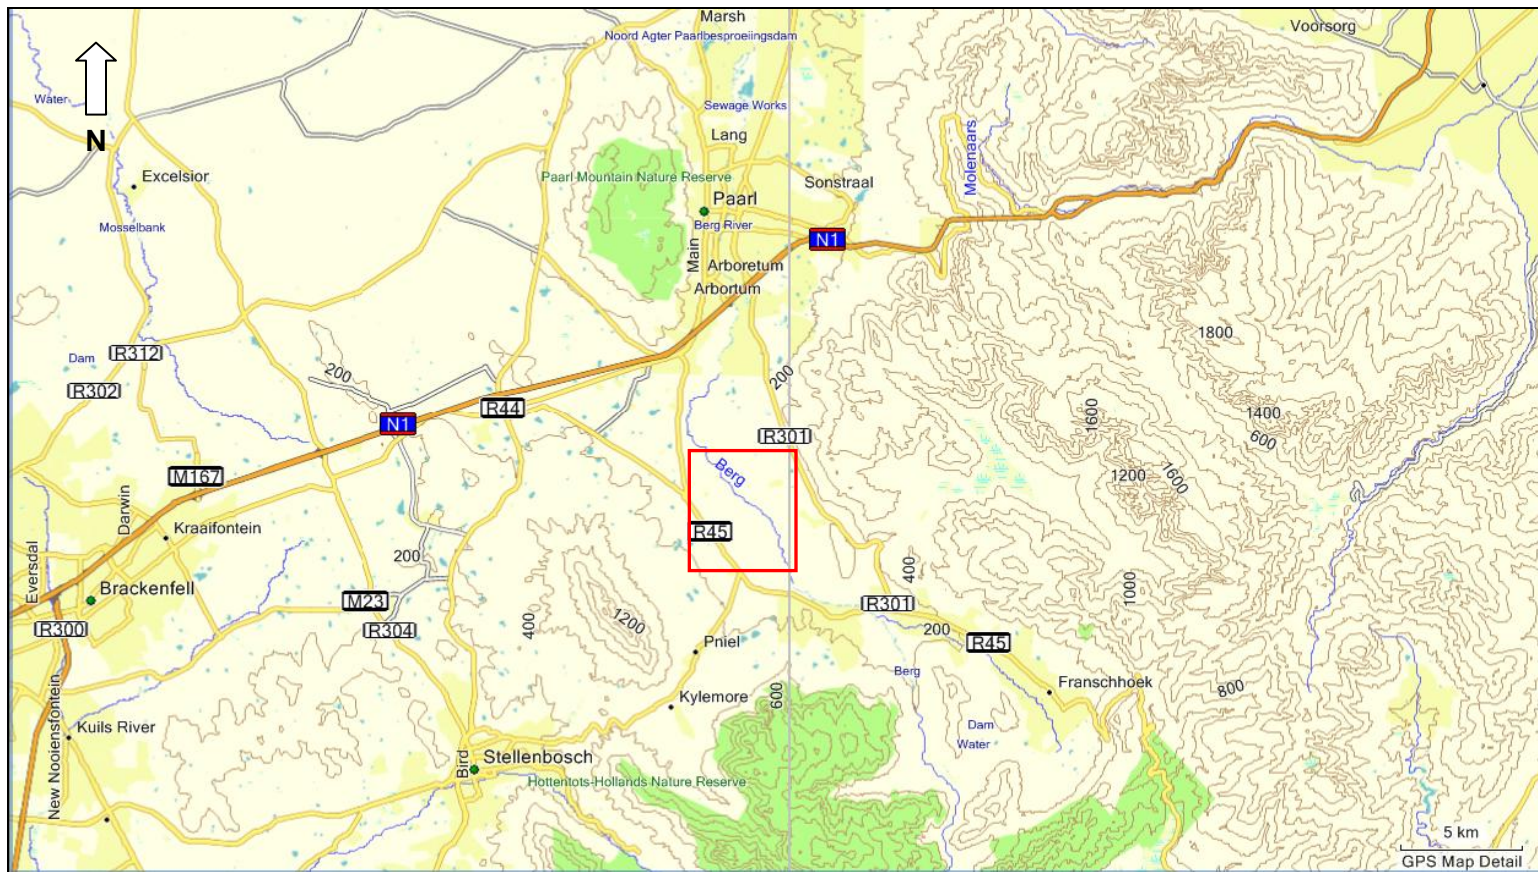 Marsh
Voorsorg
Noord Agter Paarlbesproeiingsdam
Water
Sewage Works
N
Lang
Molenaars
Excelsior
Paarl Mountain Nature Reserve
Sonstraal
Paarl
Mosselbank
Berg River
N1
Main
Arboretum
Arbortum
1800
Dam
R312
200
200
R302
R44
1600
1400
N1
R301
600
Berg
M167
1200
1600
Darwin
Kraaifontein
R45
Eversdal
200
400
1000
Brackenfell
M23
R301
R300
R304
400
1200
200
R45
Pniel
Berg
Franschhoek
800
600
Kylemore
New Nooiensfontein
Kuils River
Dam
Water
Bird
Stellenbosch
Hottentots-Hollands Nature Reserve
5 km
GPS Map Detail